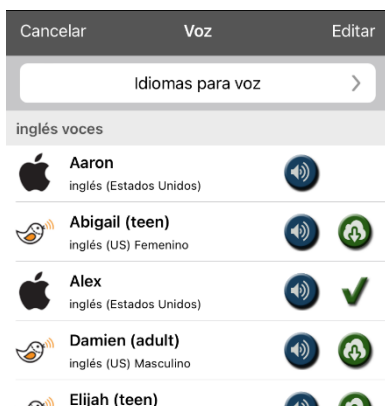 Cancelar Voz Editar
Idiomas para voz
inglés voces
Aaron
inglés (Estados Unidos)
Abigail (teen)
inglés (US) Femenino
Alex
inglés (Estados Unidos)
Damien (adult)
inglés (US) Masculino
Elijah (teen)